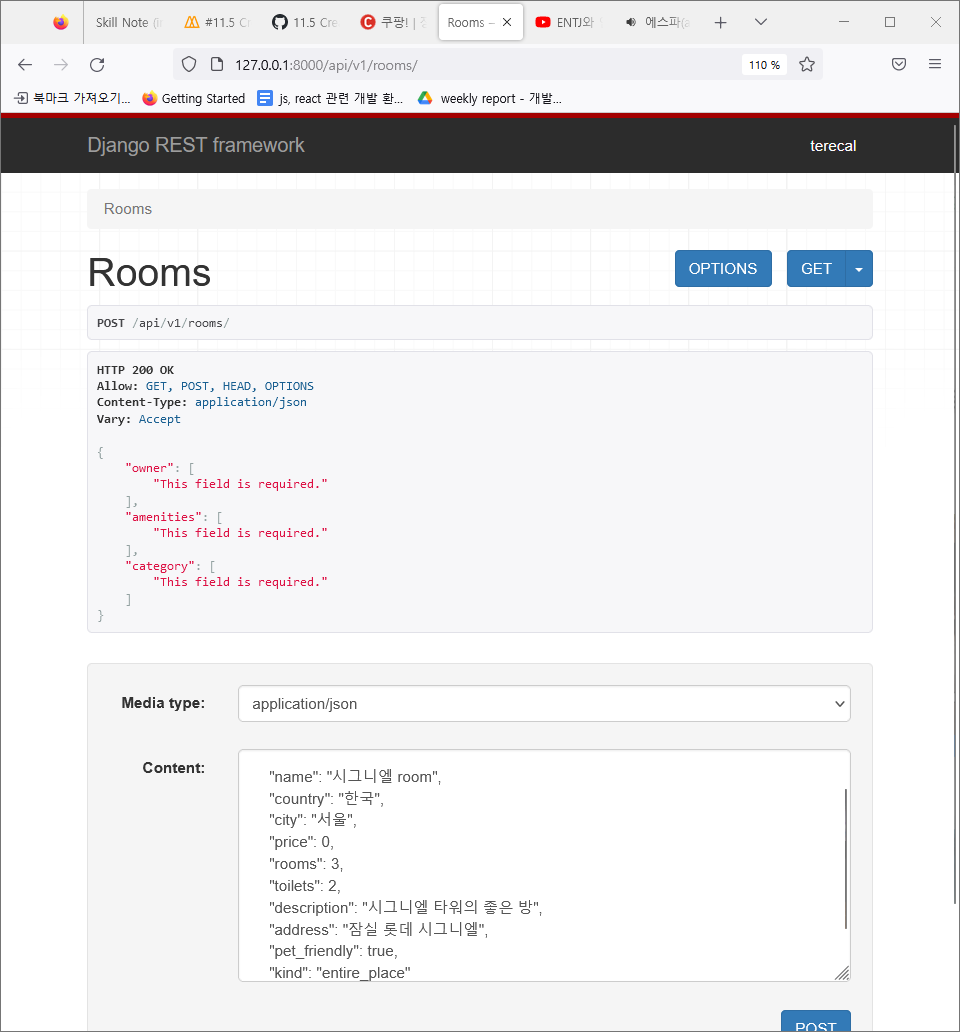 Skill Note (in
#11.5 Cr
11.5 Cre
쿠팡! |
Rooms –
ENTJ와
에스파(a
127.0.0.1:8000/api/v1/rooms/
110 %
북마크 가져오기...
Getting Started
js, react 관련 개발 환...
weekly report - 개발...
Django REST framework
terecal
Rooms
Rooms
OPTIONS
GET
POST /api/v1/rooms/
HTTP 200 OK
Allow: GET, POST, HEAD, OPTIONS
Content-Type: application/json
Vary: Accept
{
"owner": [
"This field is required."
],
"amenities": [
"This field is required."
],
"category": [
"This field is required."
]
}
Media type:
application/json
Content:
"name": "시그니엘 room",
"country": "한국",
"city": "서울",
"price": 0,
"rooms": 3,
"toilets": 2,
"description": "시그니엘 타워의 좋은 방",
"address": "잠실 롯데 시그니엘",
"pet_friendly": true,
"kind": "entire_place"
POST